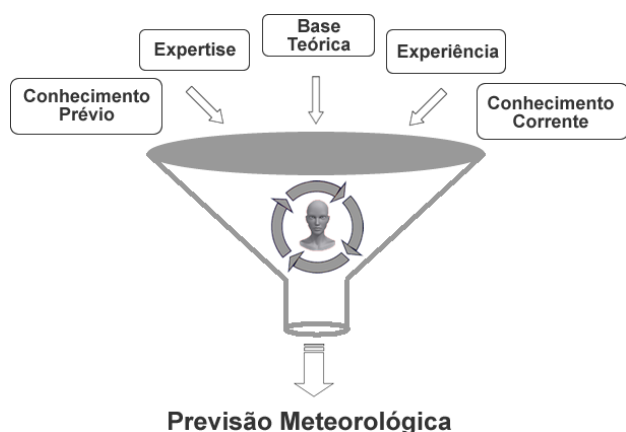 Base
Teórica
Expertise
Experiência
Conhecimento
Prévio
Conhecimento
Corrente
Previsão Meteorológica